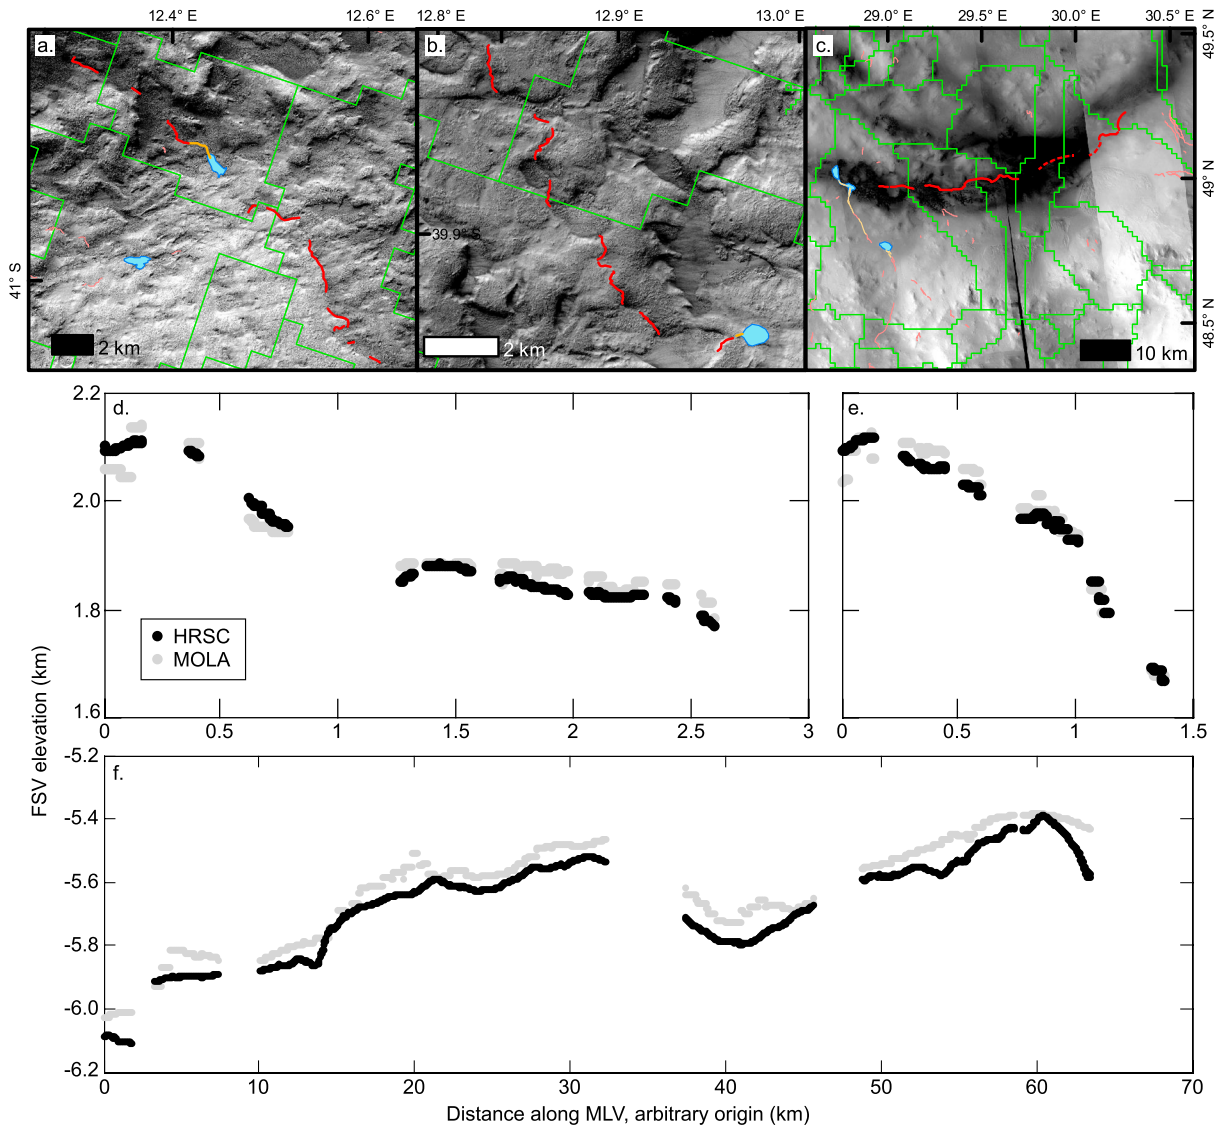 12.4° E 12.6° E 12.8° E 12.9° E 13.0° E 29.0° E 29.5° E 30.0° E 30.5° E
a. b. c.
49.5° N
49° N
48.5° N
41° S
39.9° S
2 km 2 km 10 km
2.2 d. e.
2.0
1.8
1.6
HRSC
MOLA
0 0.5 1 1.5 2 2.5 3 0 0.5 1 1.5
FSV elevation (km)
-5.2 f.
-5.4
-5.6
-5.8
-6.0
-6.2
0 10 20 30 40 50 60 70
Distance along MLV, arbitrary origin (km)